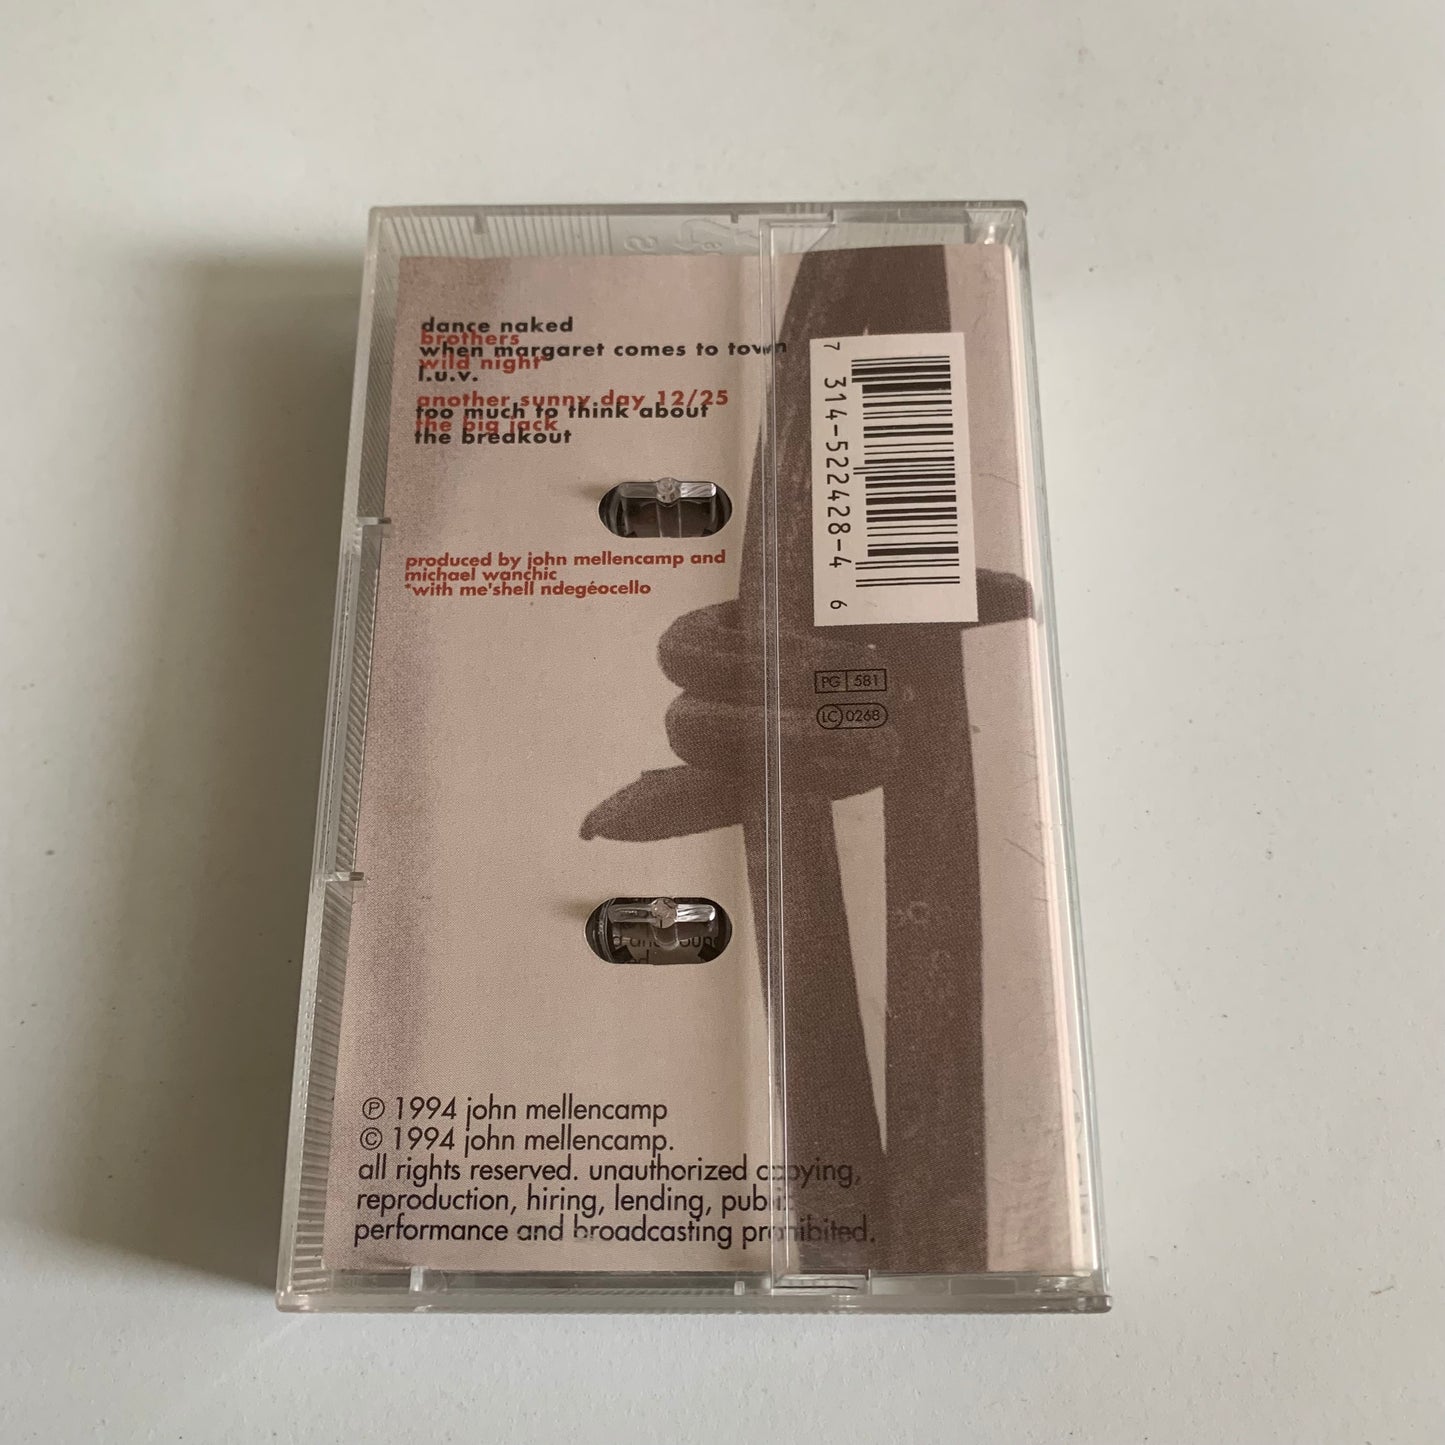 dance naked
brothers
when margaret comes to town
wild night*
l.u.v.
another sunny day 12/25
too much to think about
the big jack
the breakout
produced by john mellencamp and
michael wanchic
*with me'shell ndegéocello
7 314-522428-4 6
PG 581
LC 0268
℗ 1994 john mellencamp
© 1994 john mellencamp.
all rights reserved. unauthorized copying,
reproduction, hiring, lending, public
performance and broadcasting prohibited.